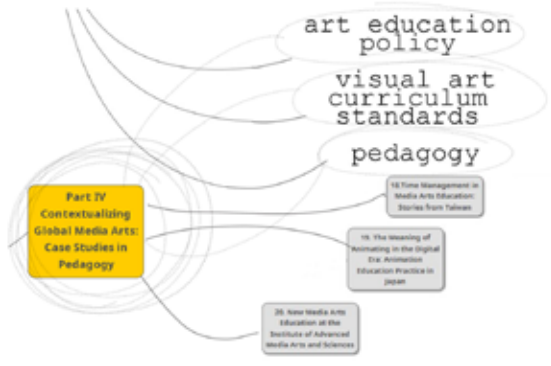 art education
policy
visual art
curriculum
standards
pedagogy
Part IV
Contextualizing
Global Media Arts:
Case Studies in
Pedagogy
18.Time Management in
Media Arts Education:
Stories from Taiwan
19. The Meaning of
Animating in the Digital
Era: Animation
Education Practice in
Japan
20. New Media Arts
Education at the
Institute of Advanced
Media Arts and Sciences